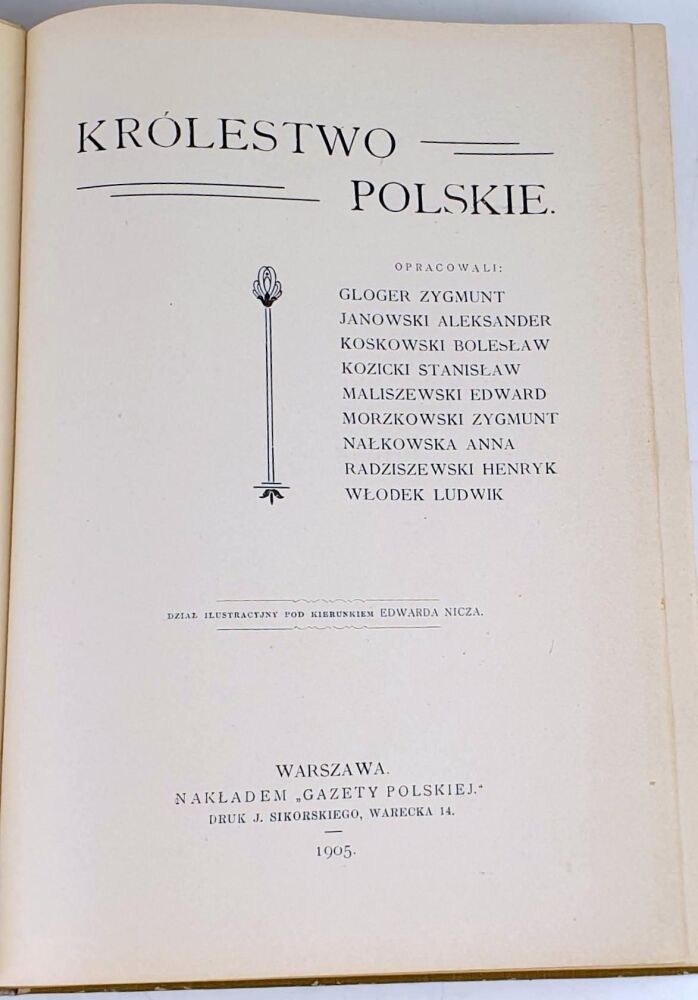 KRÓLESTWO
POLSKIE.
OPRACOWALI:
GLOGER ZYGMUNT
JANOWSKI ALEKSANDER
KOSKOWSKI BOLESŁAW
KOZICKI STANISŁAW
MALISZEWSKI EDWARD
MORZKOWSKI ZYGMUNT
NAŁKOWSKA ANNA
RADZISZEWSKI HENRYK
WŁODEK LUDWIK
DZIAŁ ILUSTRACYJNY POD KIERUNKIEM EDWARDA NICZA.
WARSZAWA.
NAKŁADEM „GAZETY POLSKIEJ.“
DRUK J. SIKORSKIEGO, WARECKA 14.
1905.